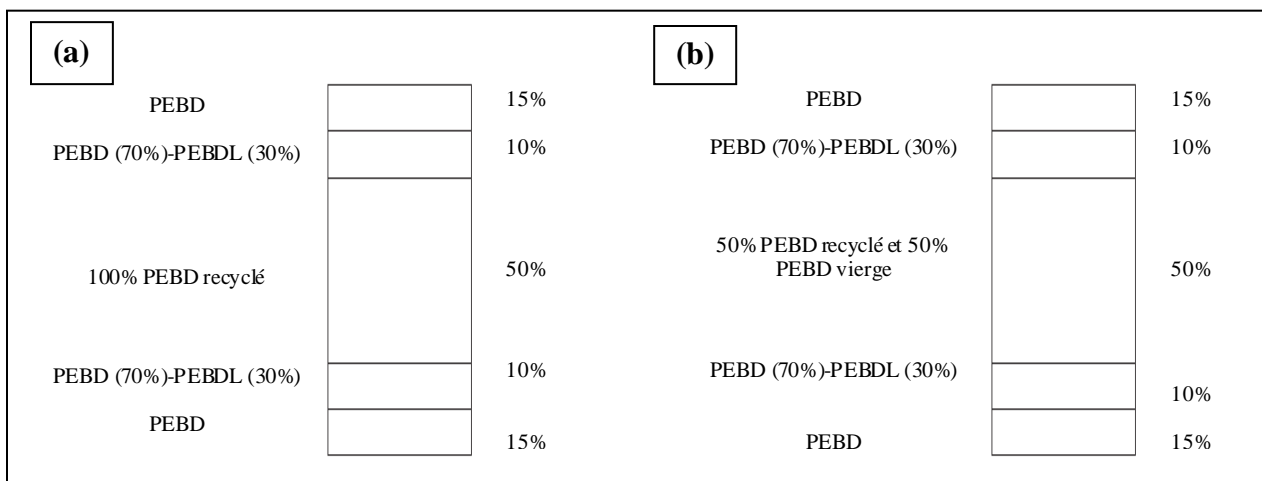 (a)
PEBD
15%
PEBD (70%)-PEBDL (30%)
10%
100% PEBD recyclé
50%
PEBD (70%)-PEBDL (30%)
10%
PEBD
15%
(b)
PEBD
15%
PEBD (70%)-PEBDL (30%)
10%
50% PEBD recyclé et 50%
PEBD vierge
50%
PEBD (70%)-PEBDL (30%)
10%
PEBD
15%